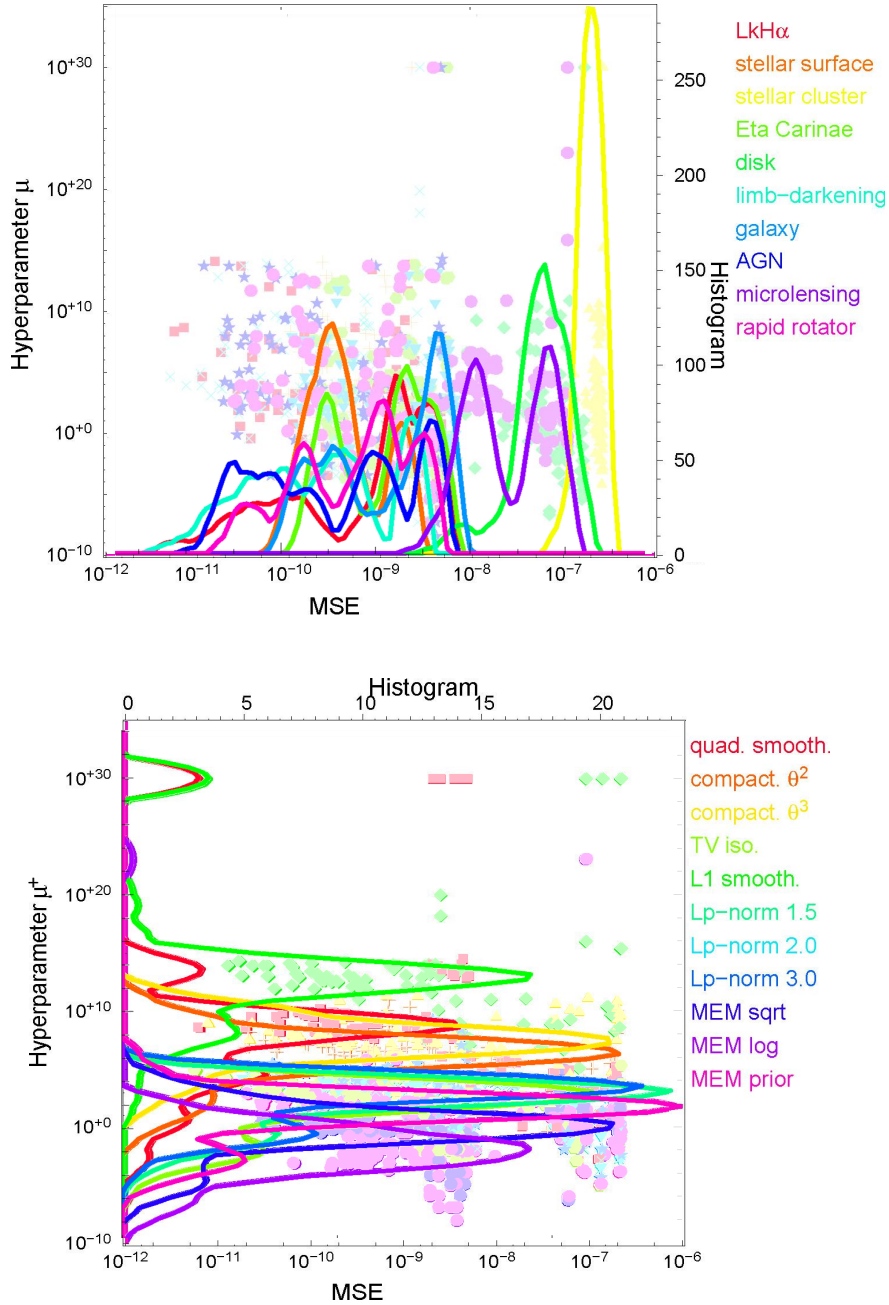 LkHα
stellar surface
stellar cluster
Eta Carinae
disk
limb−darkening
galaxy
AGN
microlensing
rapid rotator
Hyperparameter μ
10+30
10+20
10+10
10+0
10−10
250
200
150
100
50
0
Histogram
10−12
10−11
10−10
10−9
10−8
10−7
10−6
MSE
Histogram
0
5
10
15
20
quad. smooth.
compact. θ2
compact. θ3
TV iso.
L1 smooth.
Lp−norm 1.5
Lp−norm 2.0
Lp−norm 3.0
MEM sqrt
MEM log
MEM prior
Hyperparameter μ+
10+30
10+20
10+10
10+0
10−10
10−12
10−11
10−10
10−9
10−8
10−7
10−6
MSE